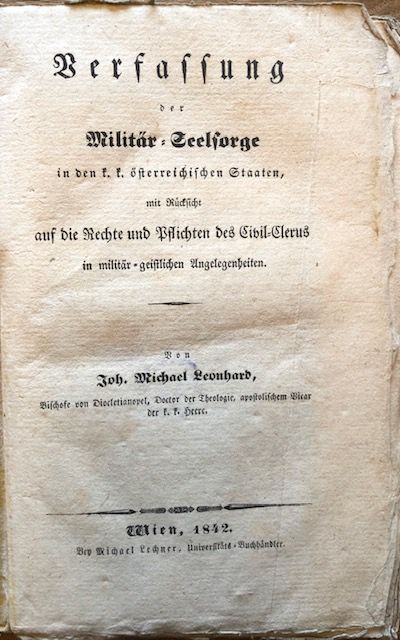 Verfassung
der
Militär-Seelsorge
in den k. k. österreichischen Staaten,
mit Rücksicht
auf die Rechte und Pflichten des Civil-Clerus
in militär-geistlichen Angelegenheiten.
Von
Joh. Michael Leonhard,
Bischofe von Diocletianopel, Doctor der Theologie, apostolischem Vicar
der k. k. Heere.
Wien, 1842.
Bey Michael Lechner, Universitäts-Buchhändler.